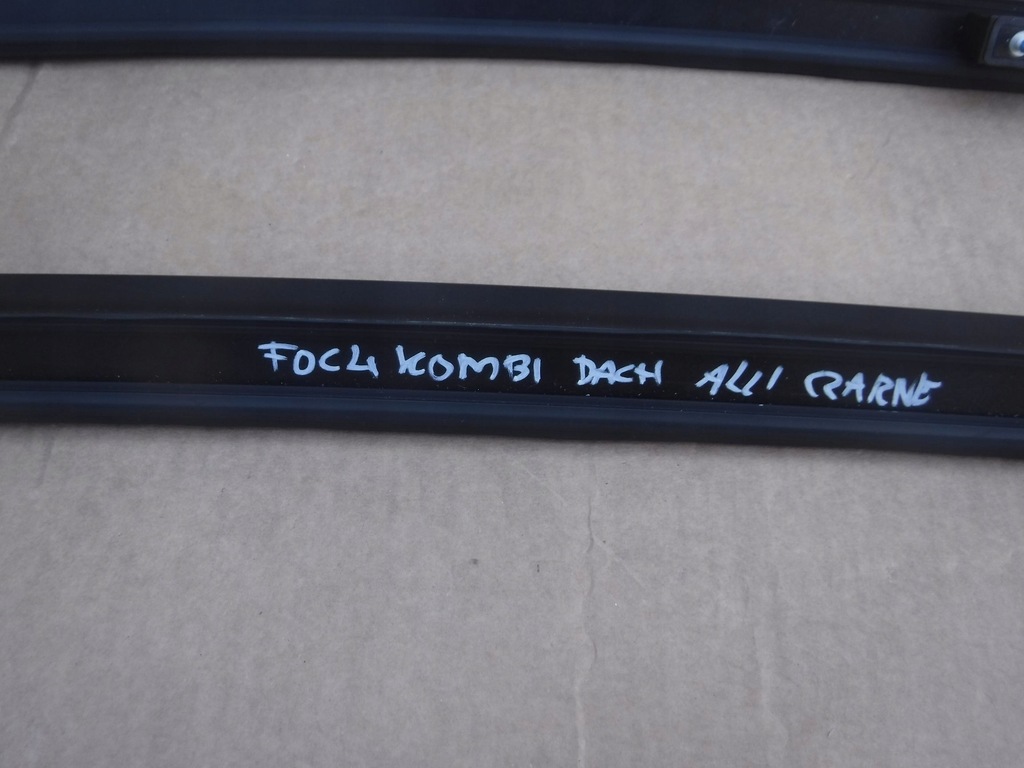 FOC4 KOMBI DACH ALU CZARNE